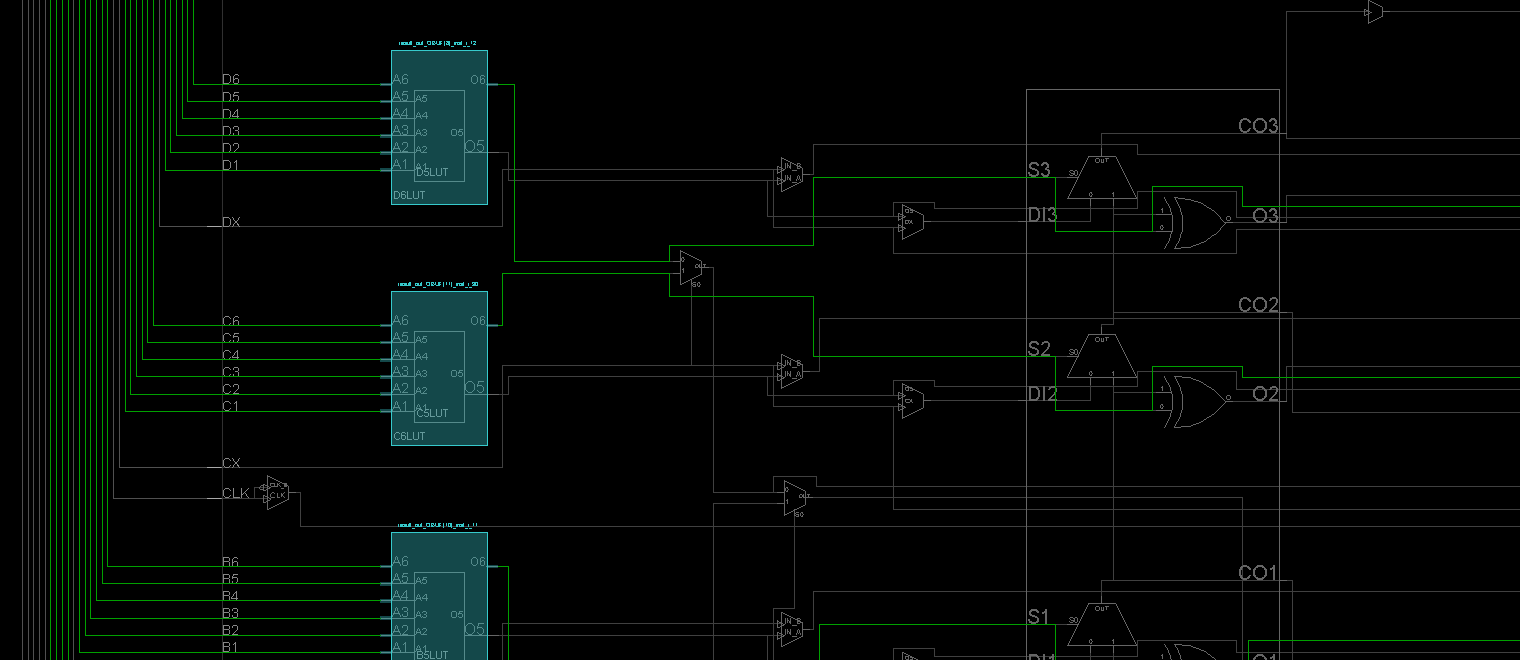 D6
D5
D4
D3
D2
D1
DX
A6
A5
A4
A3
A2
A1
A5
A4
A3
A2
A1
O6
O5
O5
D5LUT
D6LUT
C6
C5
C4
C3
C2
C1
CX
CLK
A6
A5
A4
A3
A2
A1
A5
A4
A3
A2
A1
O6
O5
O5
C5LUT
C6LUT
CLK
B6
B5
B4
B3
B2
B1
A6
A5
A4
A3
A2
A1
A5
A4
A3
A2
A1
O6
O5
O5
B5LUT
0
1
OUT
S0
IN_B
IN_A
DX
S3
DI3
OUT
S0
0
1
1
0
O
CO3
O3
IN_B
IN_A
CX
S2
DI2
OUT
S0
0
1
1
0
O
CO2
O2
0
1
OUT
S0
IN_B
IN_A
S1
DI1
OUT
S0
0
1
1
CO1
O1